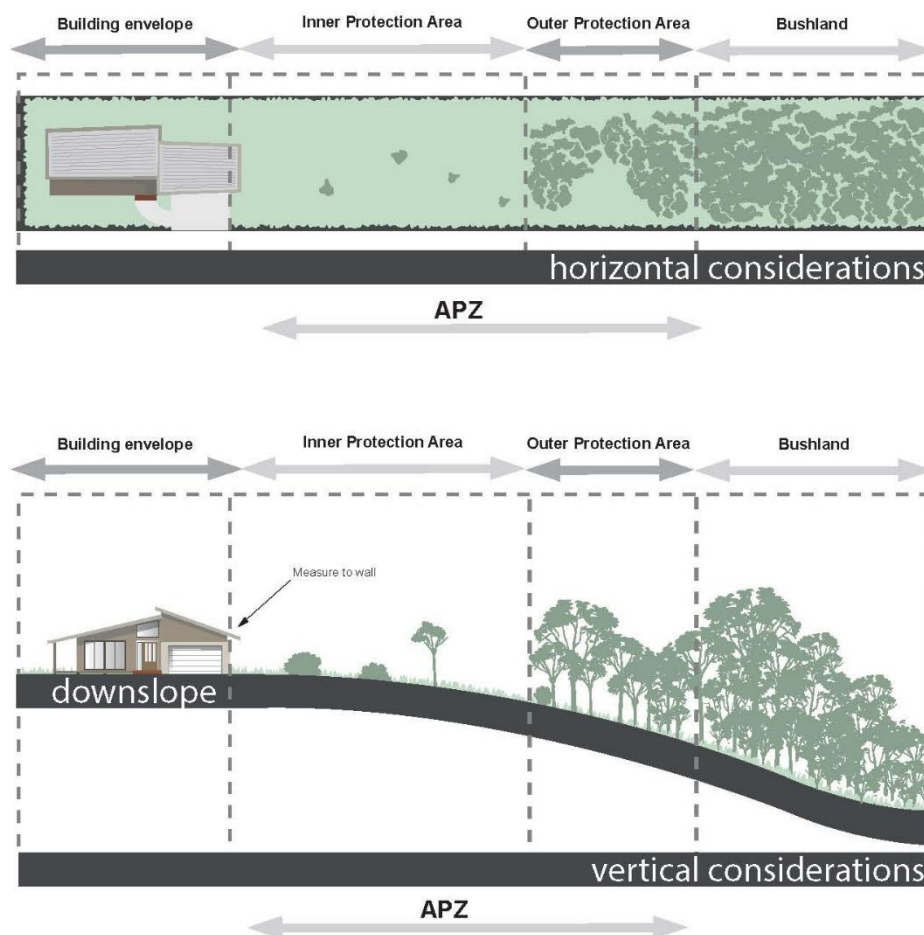 Building envelope
Inner Protection Area
Outer Protection Area
Bushland
horizontal considerations
APZ
Building envelope
Inner Protection Area
Outer Protection Area
Bushland
Measure to wall
downslope
vertical considerations
APZ